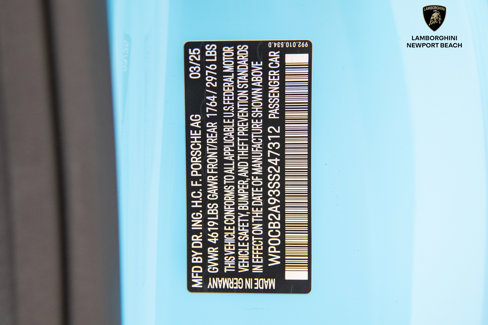 LAMBORGHINI
NEWPORT BEACH
992.010.534.0
MFD BY DR. ING. H.C. F. PORSCHE AG 03/25
GVWR 4619 LBS GAWR FRONT/REAR 1764 / 2976 LBS
THIS VEHICLE CONFORMS TO ALL APPLICABLE U.S.FEDERAL MOTOR
VEHICLE SAFETY, BUMPER, AND THEFT PREVENTION STANDARDS
IN EFFECT ON THE DATE OF MANUFACTURE SHOWN ABOVE
WP0CB2A93SS247312 PASSENGER CAR
MADE IN GERMANY